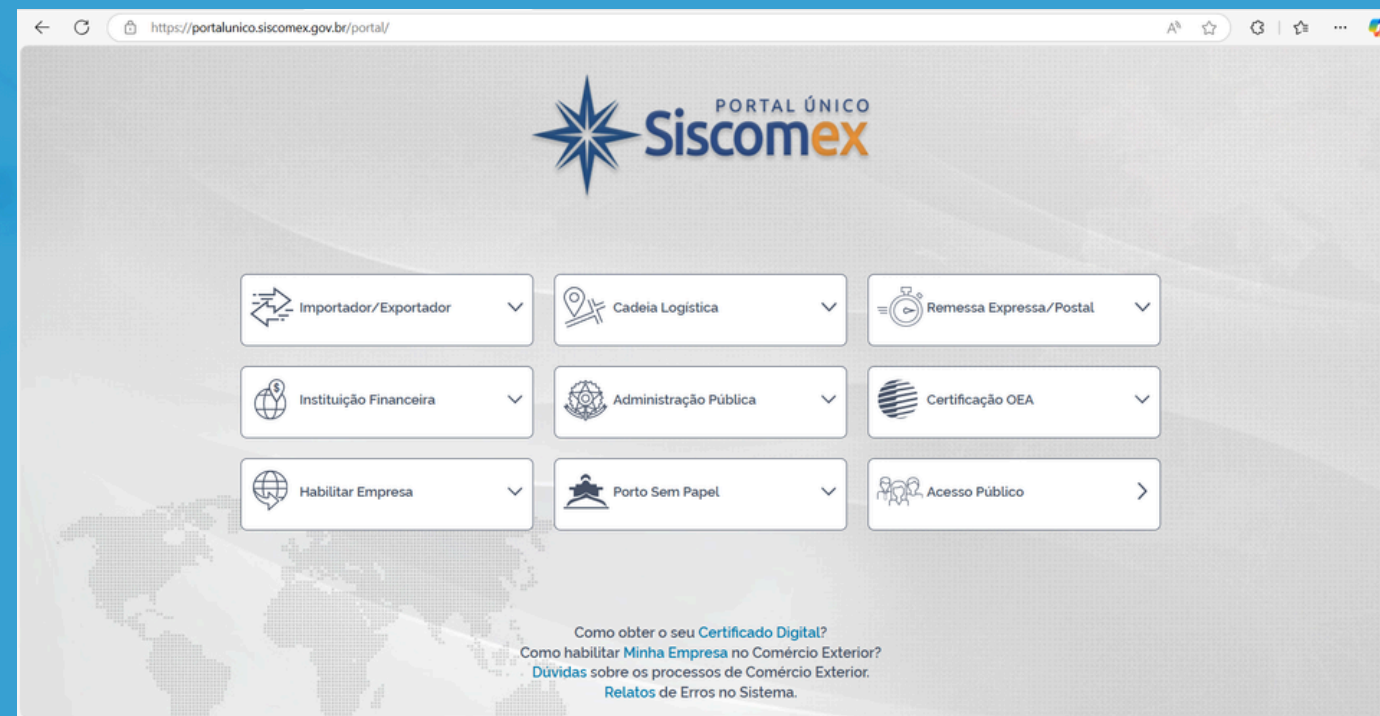 https://portalunico.siscomex.gov.br/portal/
PORTAL ÚNICO
Siscomex
Importador/Exportador
Cadeia Logística
Remessa Expressa/Postal
Instituição Financeira
Administração Pública
Certificação OEA
Habilitar Empresa
Porto Sem Papel
Acesso Público
Como obter o seu Certificado Digital?
Como habilitar Minha Empresa no Comércio Exterior?
Dúvidas sobre os processos de Comércio Exterior.
Relatos de Erros no Sistema.